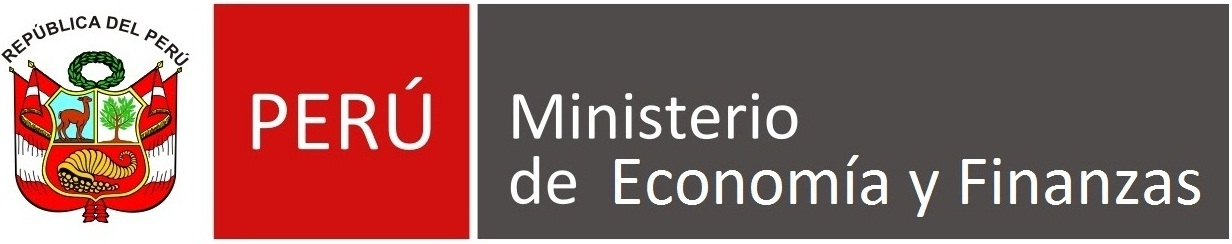 REPÚBLICA DEL PERÚ
PERÚ
Ministerio
de Economía y Finanzas